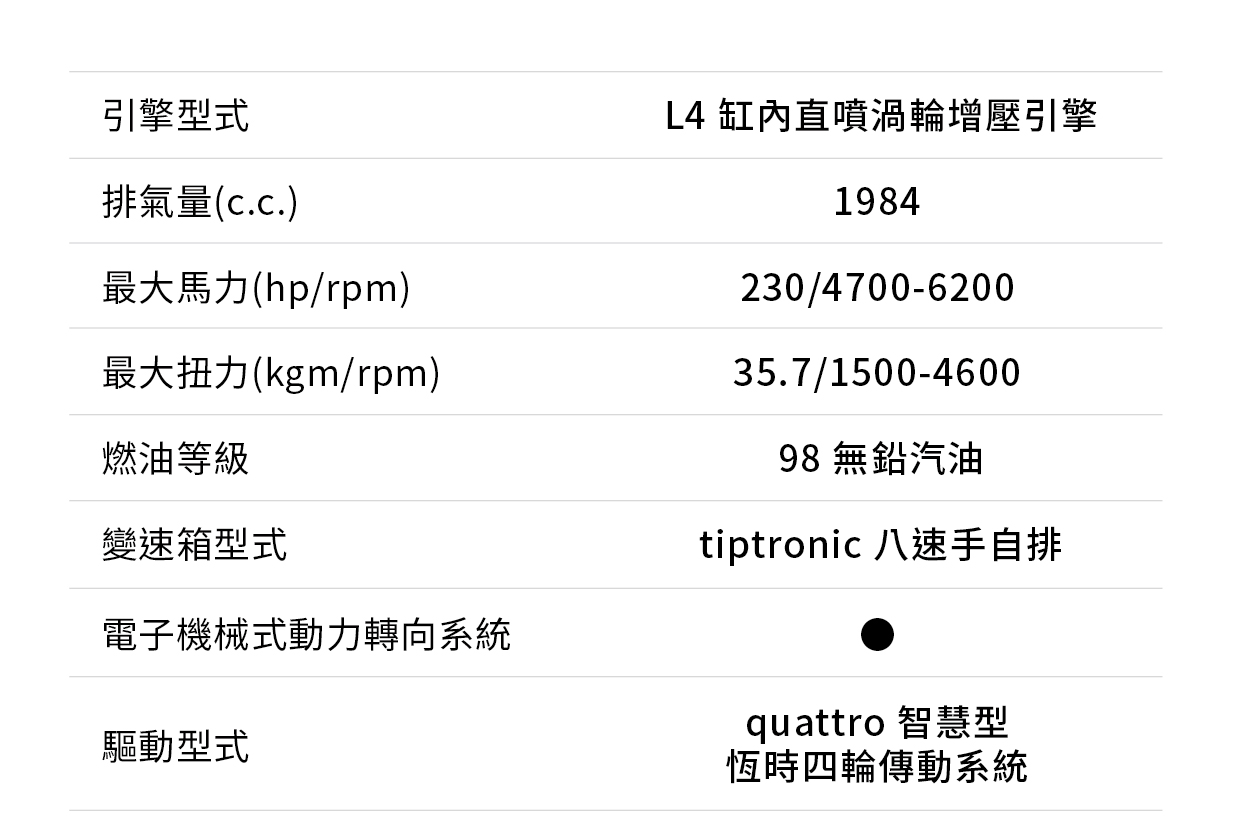 引擎型式 L4 缸內直噴渦輪增壓引擎
排氣量(c.c.) 1984
最大馬力(hp/rpm) 230/4700-6200
最大扭力(kgm/rpm) 35.7/1500-4600
燃油等級 98 無鉛汽油
變速箱型式 tiptronic 八速手自排
電子機械式動力轉向系統 ●
驅動型式 quattro 智慧型
恆時四輪傳動系統